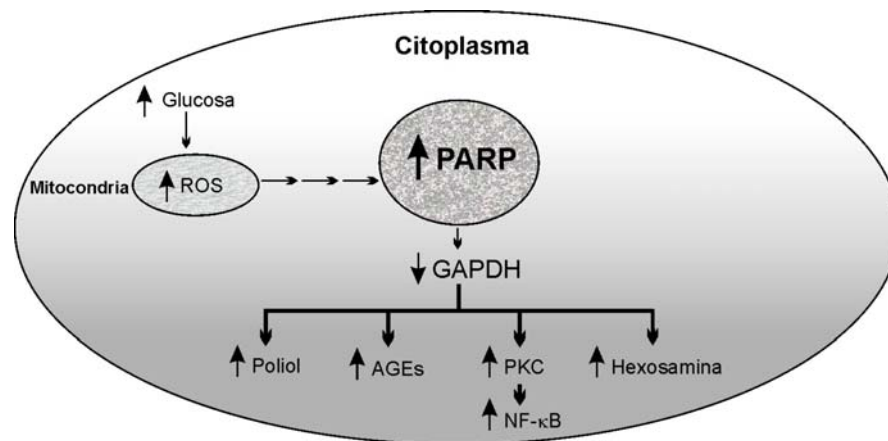 Citoplasma
Glucosa
Mitocondria
ROS
PARP
GAPDH
Poliol
AGEs
PKC
Hexosamina
NF-κB